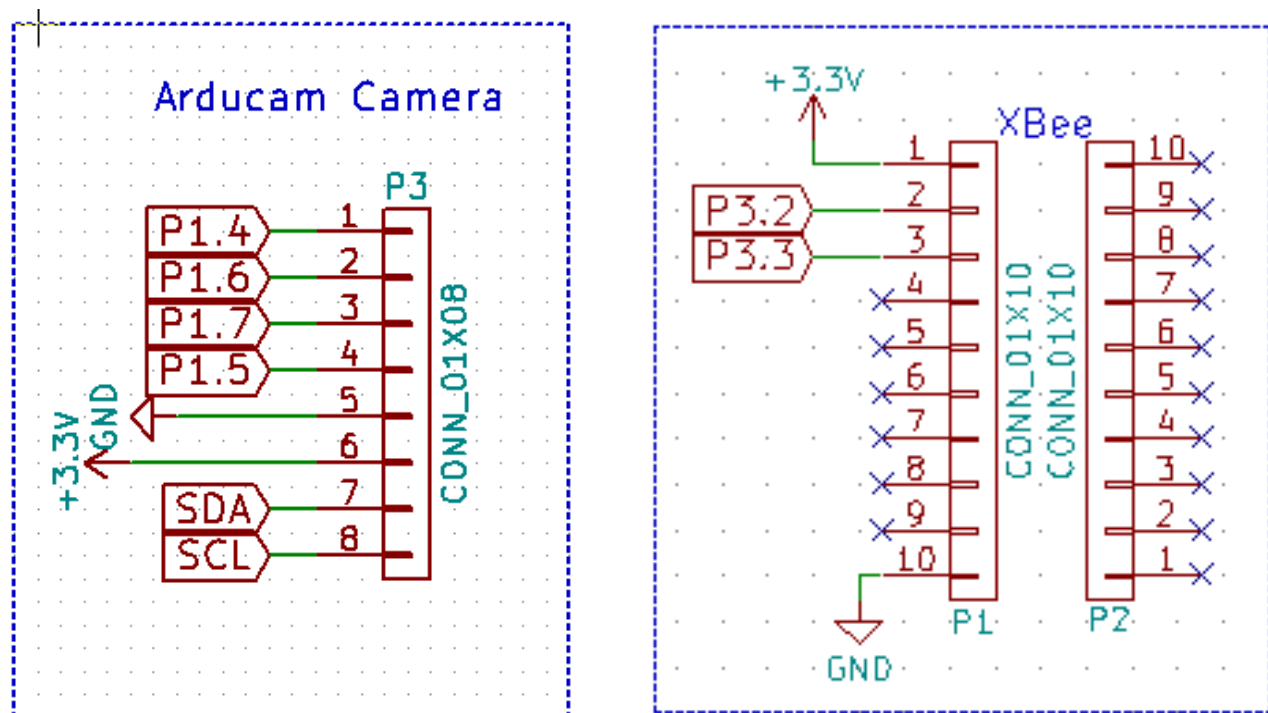 Arducam Camera
P3
P1.4 1
P1.6 2
P1.7 3
P1.5 4
GND 5
+3.3V 6
SDA 7
SCL 8
CONN_01X08
+3.3V
XBee
1
P3.2 2
P3.3 3
4
5
6
7
8
9
10
GND
CONN_01X10
P1
CONN_01X10
10
9
8
7
6
5
4
3
2
1
P2